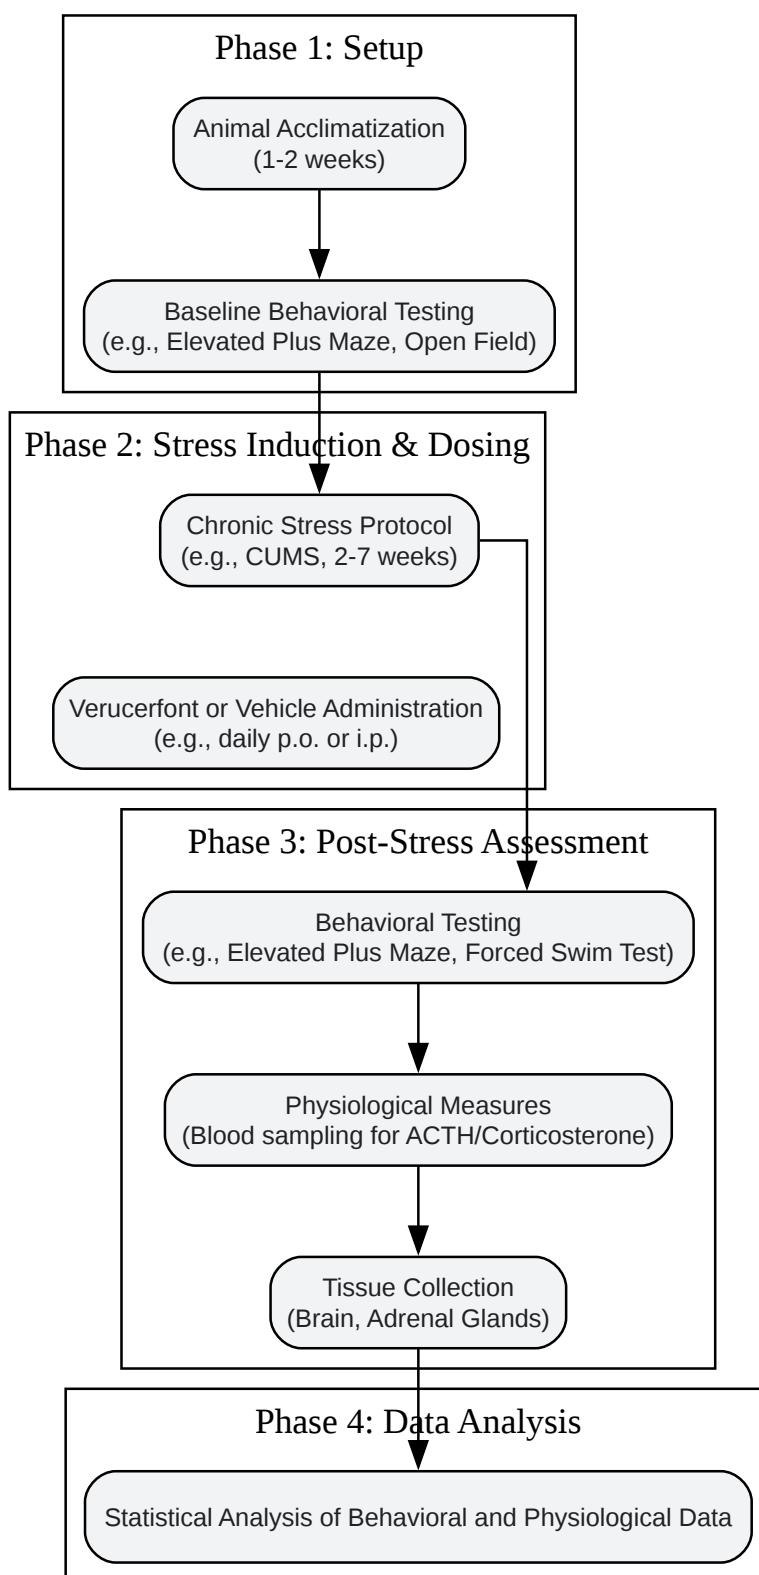 Phase 1: Setup
Animal Acclimatization
(1-2 weeks)
Baseline Behavioral Testing
(e.g., Elevated Plus Maze, Open Field)
Phase 2: Stress Induction & Dosing
Chronic Stress Protocol
(e.g., CUMS, 2-7 weeks)
Verucerfont or Vehicle Administration
(e.g., daily p.o. or i.p.)
Phase 3: Post-Stress Assessment
Behavioral Testing
(e.g., Elevated Plus Maze, Forced Swim Test)
Physiological Measures
(Blood sampling for ACTH/Corticosterone)
Tissue Collection
(Brain, Adrenal Glands)
Phase 4: Data Analysis
Statistical Analysis of Behavioral and Physiological Data